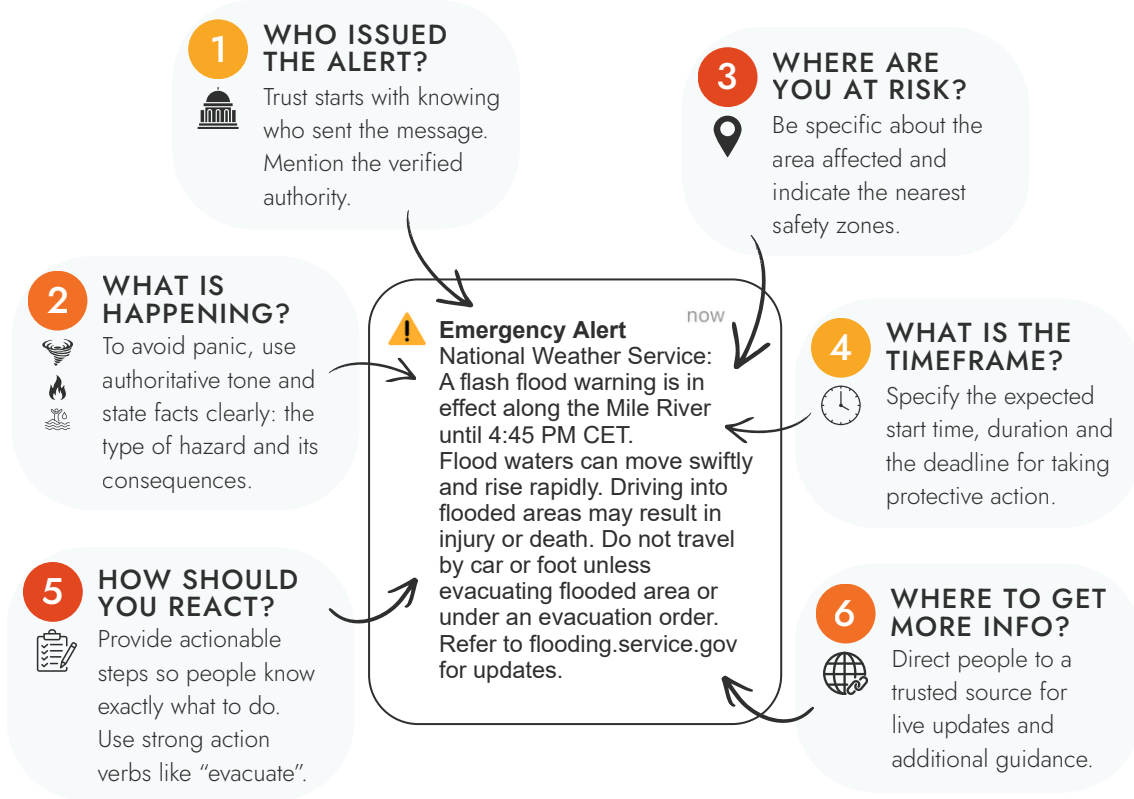 1
WHO ISSUED
THE ALERT?
Trust starts with knowing
who sent the message.
Mention the verified
authority.
2
WHAT IS
HAPPENING?
To avoid panic, use
authoritative tone and
state facts clearly: the
type of hazard and its
consequences.
3
WHERE ARE
YOU AT RISK?
Be specific about the
area affected and
indicate the nearest
safety zones.
4
WHAT IS THE
TIMEFRAME?
Specify the expected
start time, duration and
the deadline for taking
protective action.
5
HOW SHOULD
YOU REACT?
Provide actionable
steps so people know
exactly what to do.
Use strong action
verbs like “evacuate”.
6
WHERE TO GET
MORE INFO?
Direct people to a
trusted source for
live updates and
additional guidance.
now
Emergency Alert
National Weather Service:
A flash flood warning is in
effect along the Mile River
until 4:45 PM CET.
Flood waters can move swiftly
and rise rapidly. Driving into
flooded areas may result in
injury or death. Do not travel
by car or foot unless
evacuating flooded area or
under an evacuation order.
Refer to flooding.service.gov
for updates.